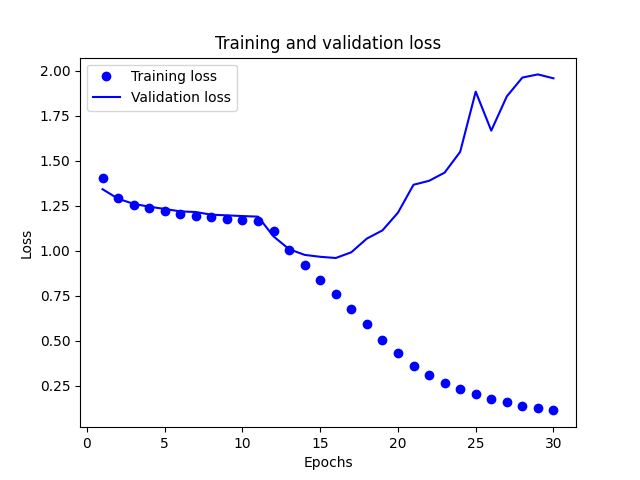 Training and validation loss
Training loss
Validation loss
2.00
1.75
1.50
1.25
1.00
0.75
0.50
0.25
Loss
0 5 10 15 20 25 30
Epochs